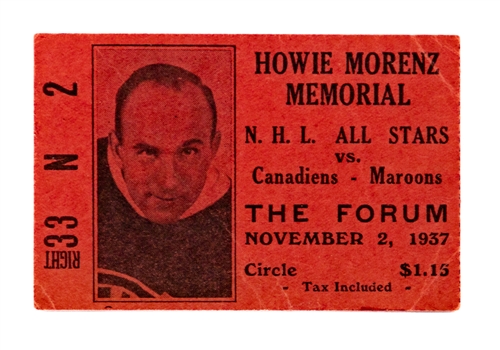 RIGHT 33 N 2
HOWIE MORENZ
MEMORIAL
N. H. L. ALL STARS
vs.
Canadiens - Maroons
THE FORUM
NOVEMBER 2, 1937
Circle $1.15
- Tax Included -